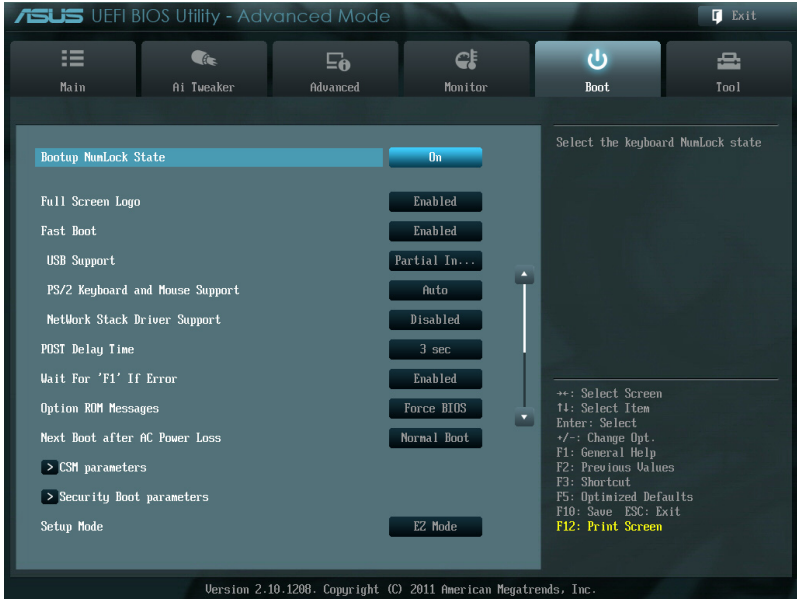 ASUS UEFI BIOS Utility - Advanced Mode
Exit
Main
Ai Tweaker
Advanced
Monitor
Boot
Tool
Bootup NumLock State
On
Select the keyboard NumLock state
Full Screen Logo
Enabled
Fast Boot
Enabled
USB Support
Partial In...
PS/2 Keyboard and Mouse Support
Auto
NetWork Stack Driver Support
Disabled
POST Delay Time
3 sec
Wait For 'F1' If Error
Enabled
Option ROM Messages
Force BIOS
Next Boot after AC Power Loss
Normal Boot
> CSM parameters
> Security Boot parameters
Setup Mode
EZ Mode
→←: Select Screen
↑↓: Select Item
Enter: Select
+/-: Change Opt.
F1: General Help
F2: Previous Values
F3: Shortcut
F5: Optimized Defaults
F10: Save ESC: Exit
F12: Print Screen
Version 2.10.1208. Copyright (C) 2011 American Megatrends, Inc.